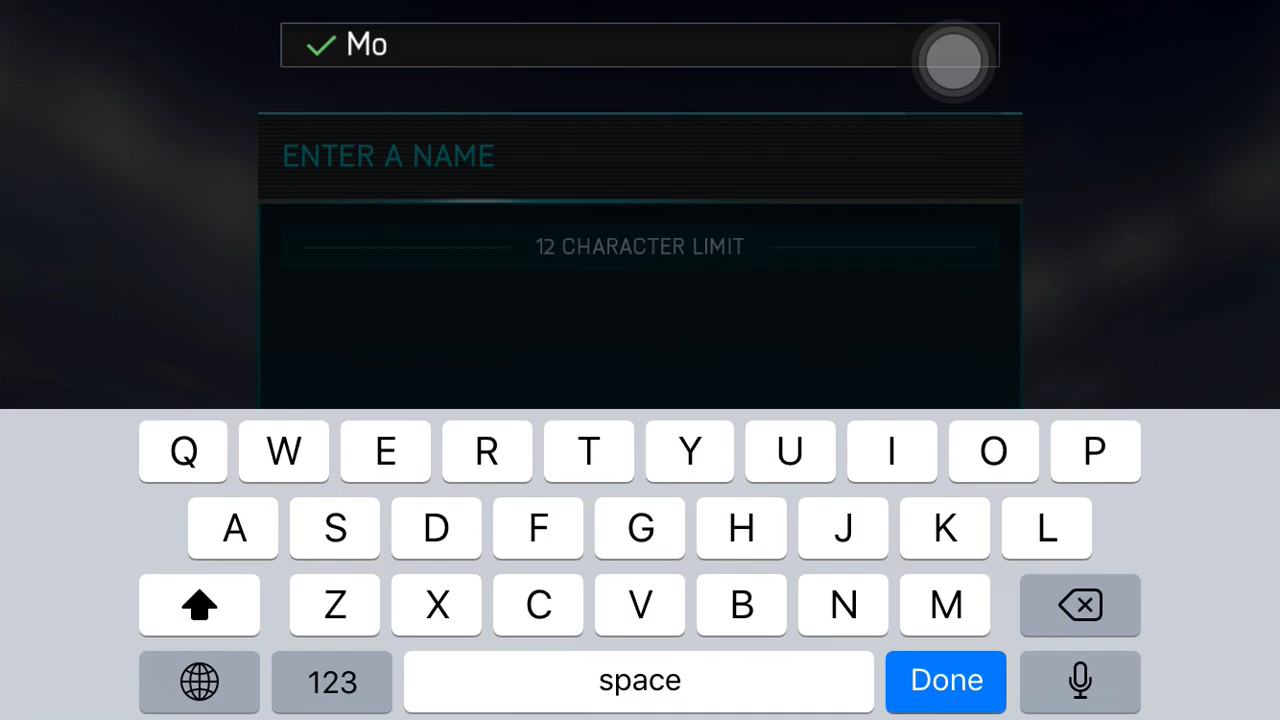 Mo
ENTER A NAME
12 CHARACTER LIMIT
Q W E R T Y U I O P
A S D F G H J K L
Z X C V B N M
123 space Done